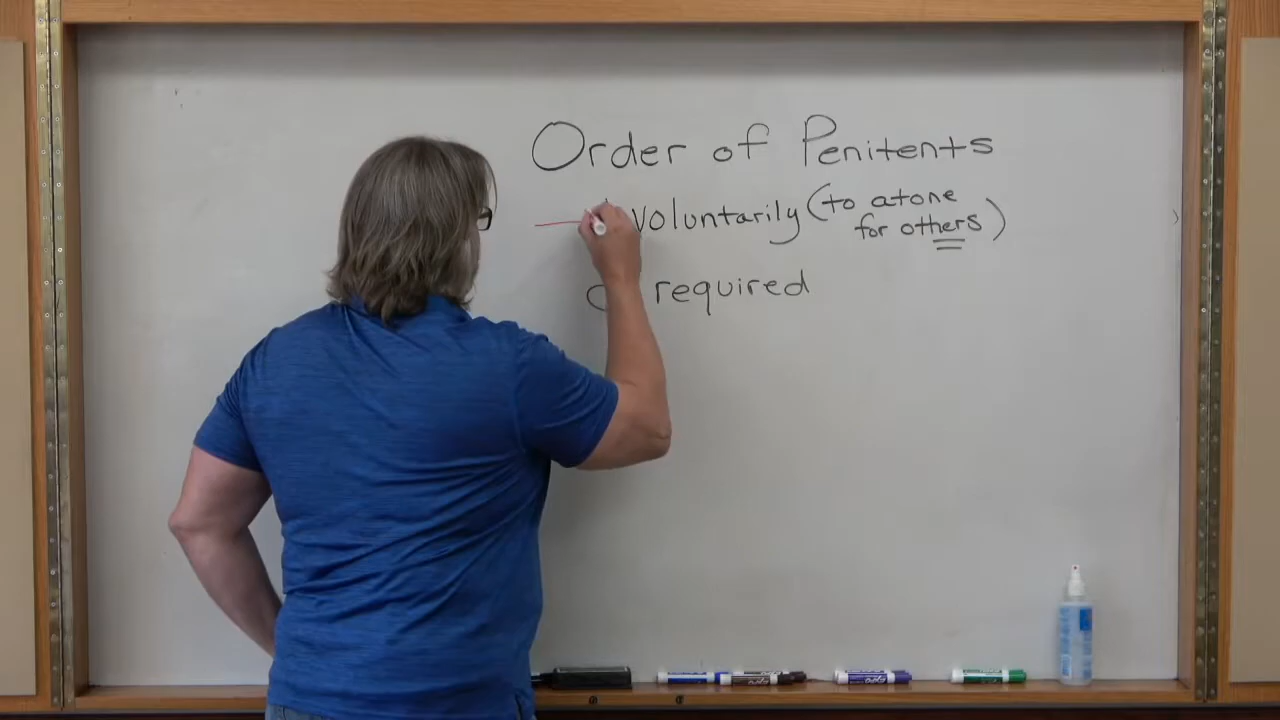 Order of Penitents
voluntarily (to atone
for others)
required